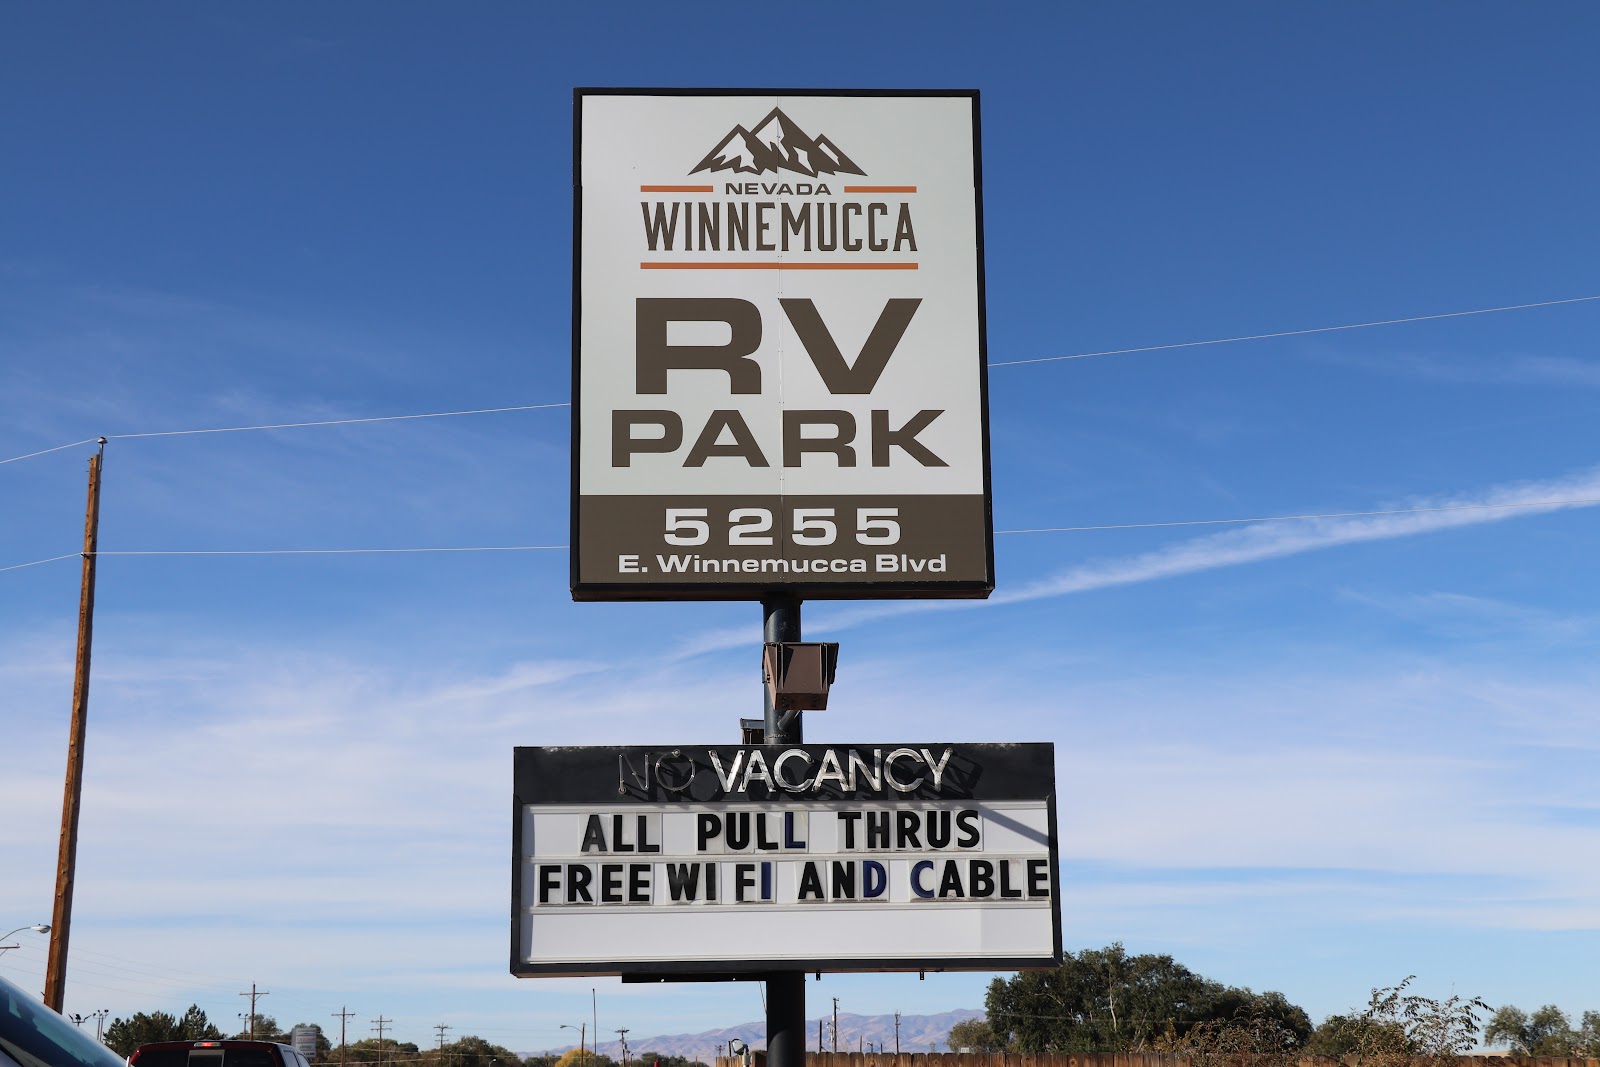 NEVADA
WINNEMUCCA
RV
PARK
5255
E. Winnemucca Blvd
NO VACANCY
ALL PULL THRUS
FREE WI FI AND CABLE